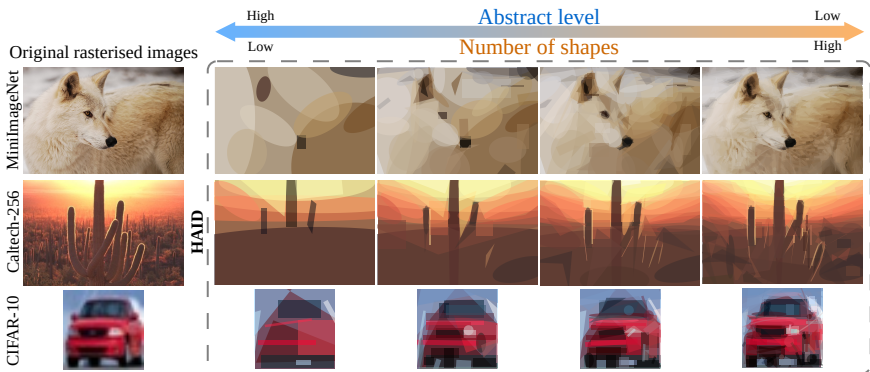 High
Abstract level
Low
Low
Number of shapes
High
Original rasterised images
MiniImageNet
Caltech-256
CIFAR-10
HAID